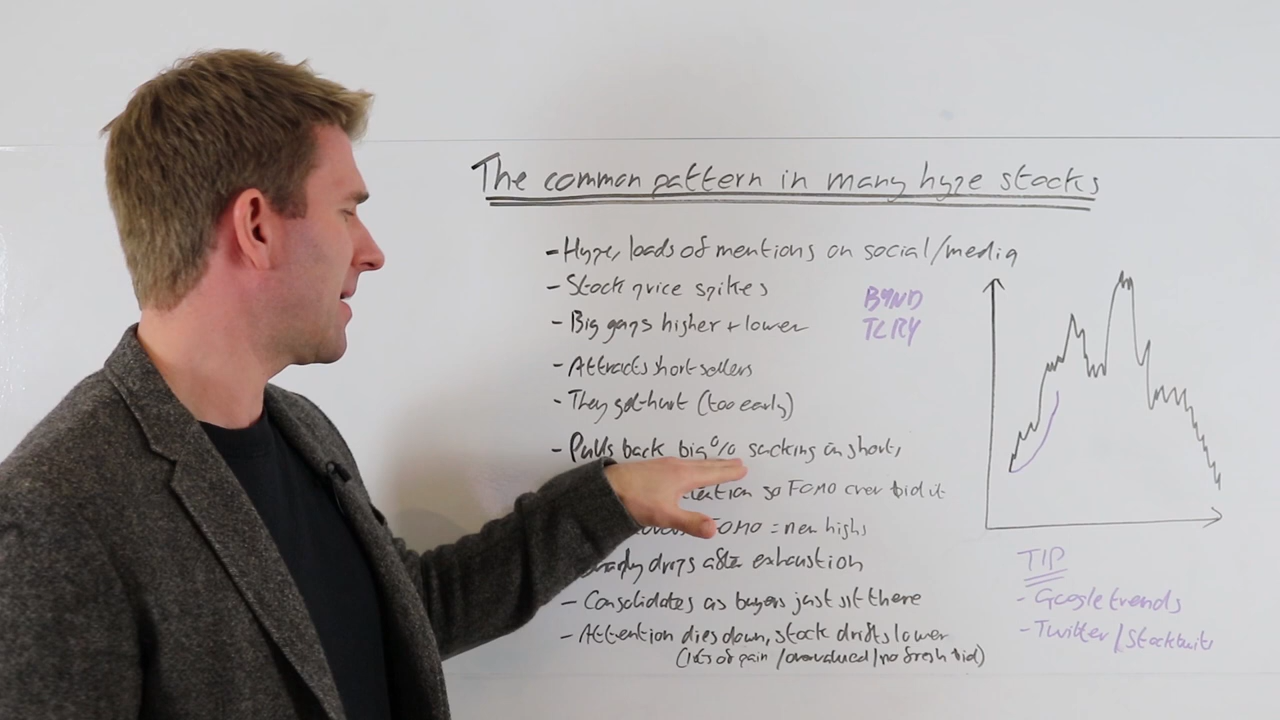 The common pattern in many hype stocks
- Hype, loads of mentions on social/media
- Stock price spikes
- Big gaps higher + lower
- Attracts short sellers
- They get hurt (too early)
- Pulls back big % sucking in short,
so FOMO over bid it
FOMO = new highs
drops after exhaustion
- Consolidates as buyers just sit there
- Attention dies down, stock drifts lower
(lots of pain / overvalued / no fresh bid)
BYND
TLRY
TIP
- Google trends
- Twitter / Stocktwits